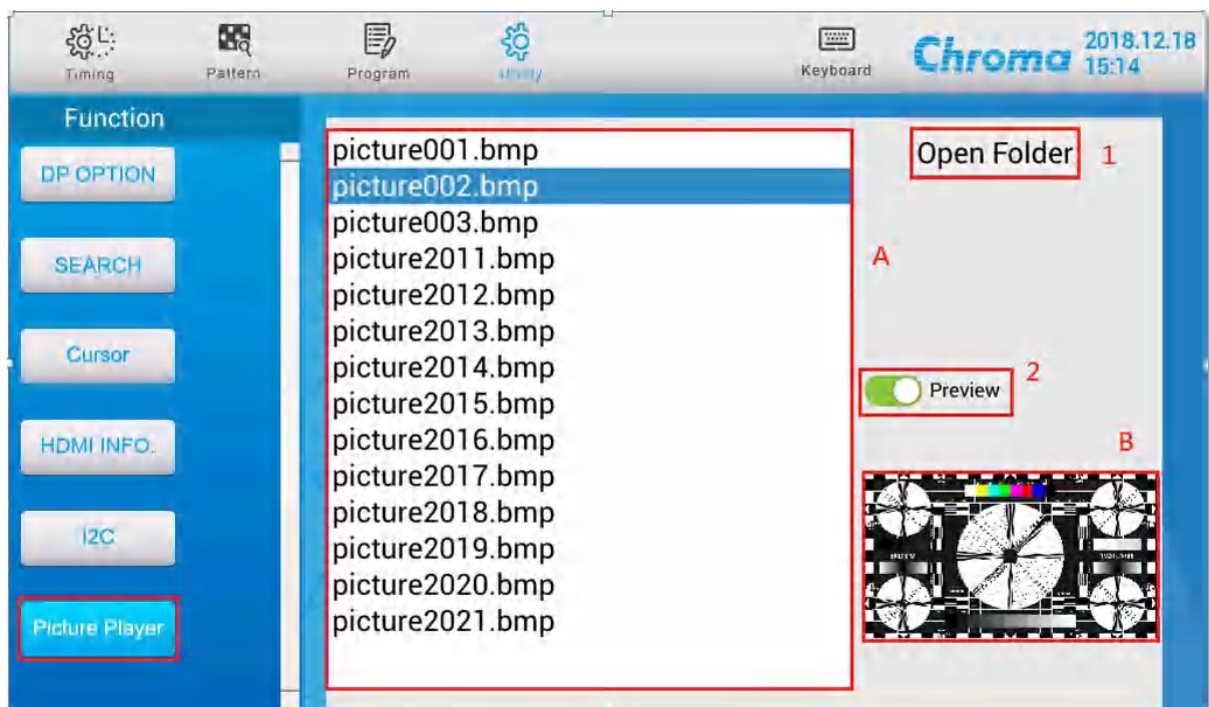 Timing
Pattern
Program
Utility
Keyboard
Chroma
2018.12.18
15:14
Function
DP OPTION
SEARCH
Cursor
HDMI INFO.
I2C
Picture Player
picture001.bmp
picture002.bmp
picture003.bmp
picture2011.bmp
picture2012.bmp
picture2013.bmp
picture2014.bmp
picture2015.bmp
picture2016.bmp
picture2017.bmp
picture2018.bmp
picture2019.bmp
picture2020.bmp
picture2021.bmp
A
Open Folder
1
Preview
2
B